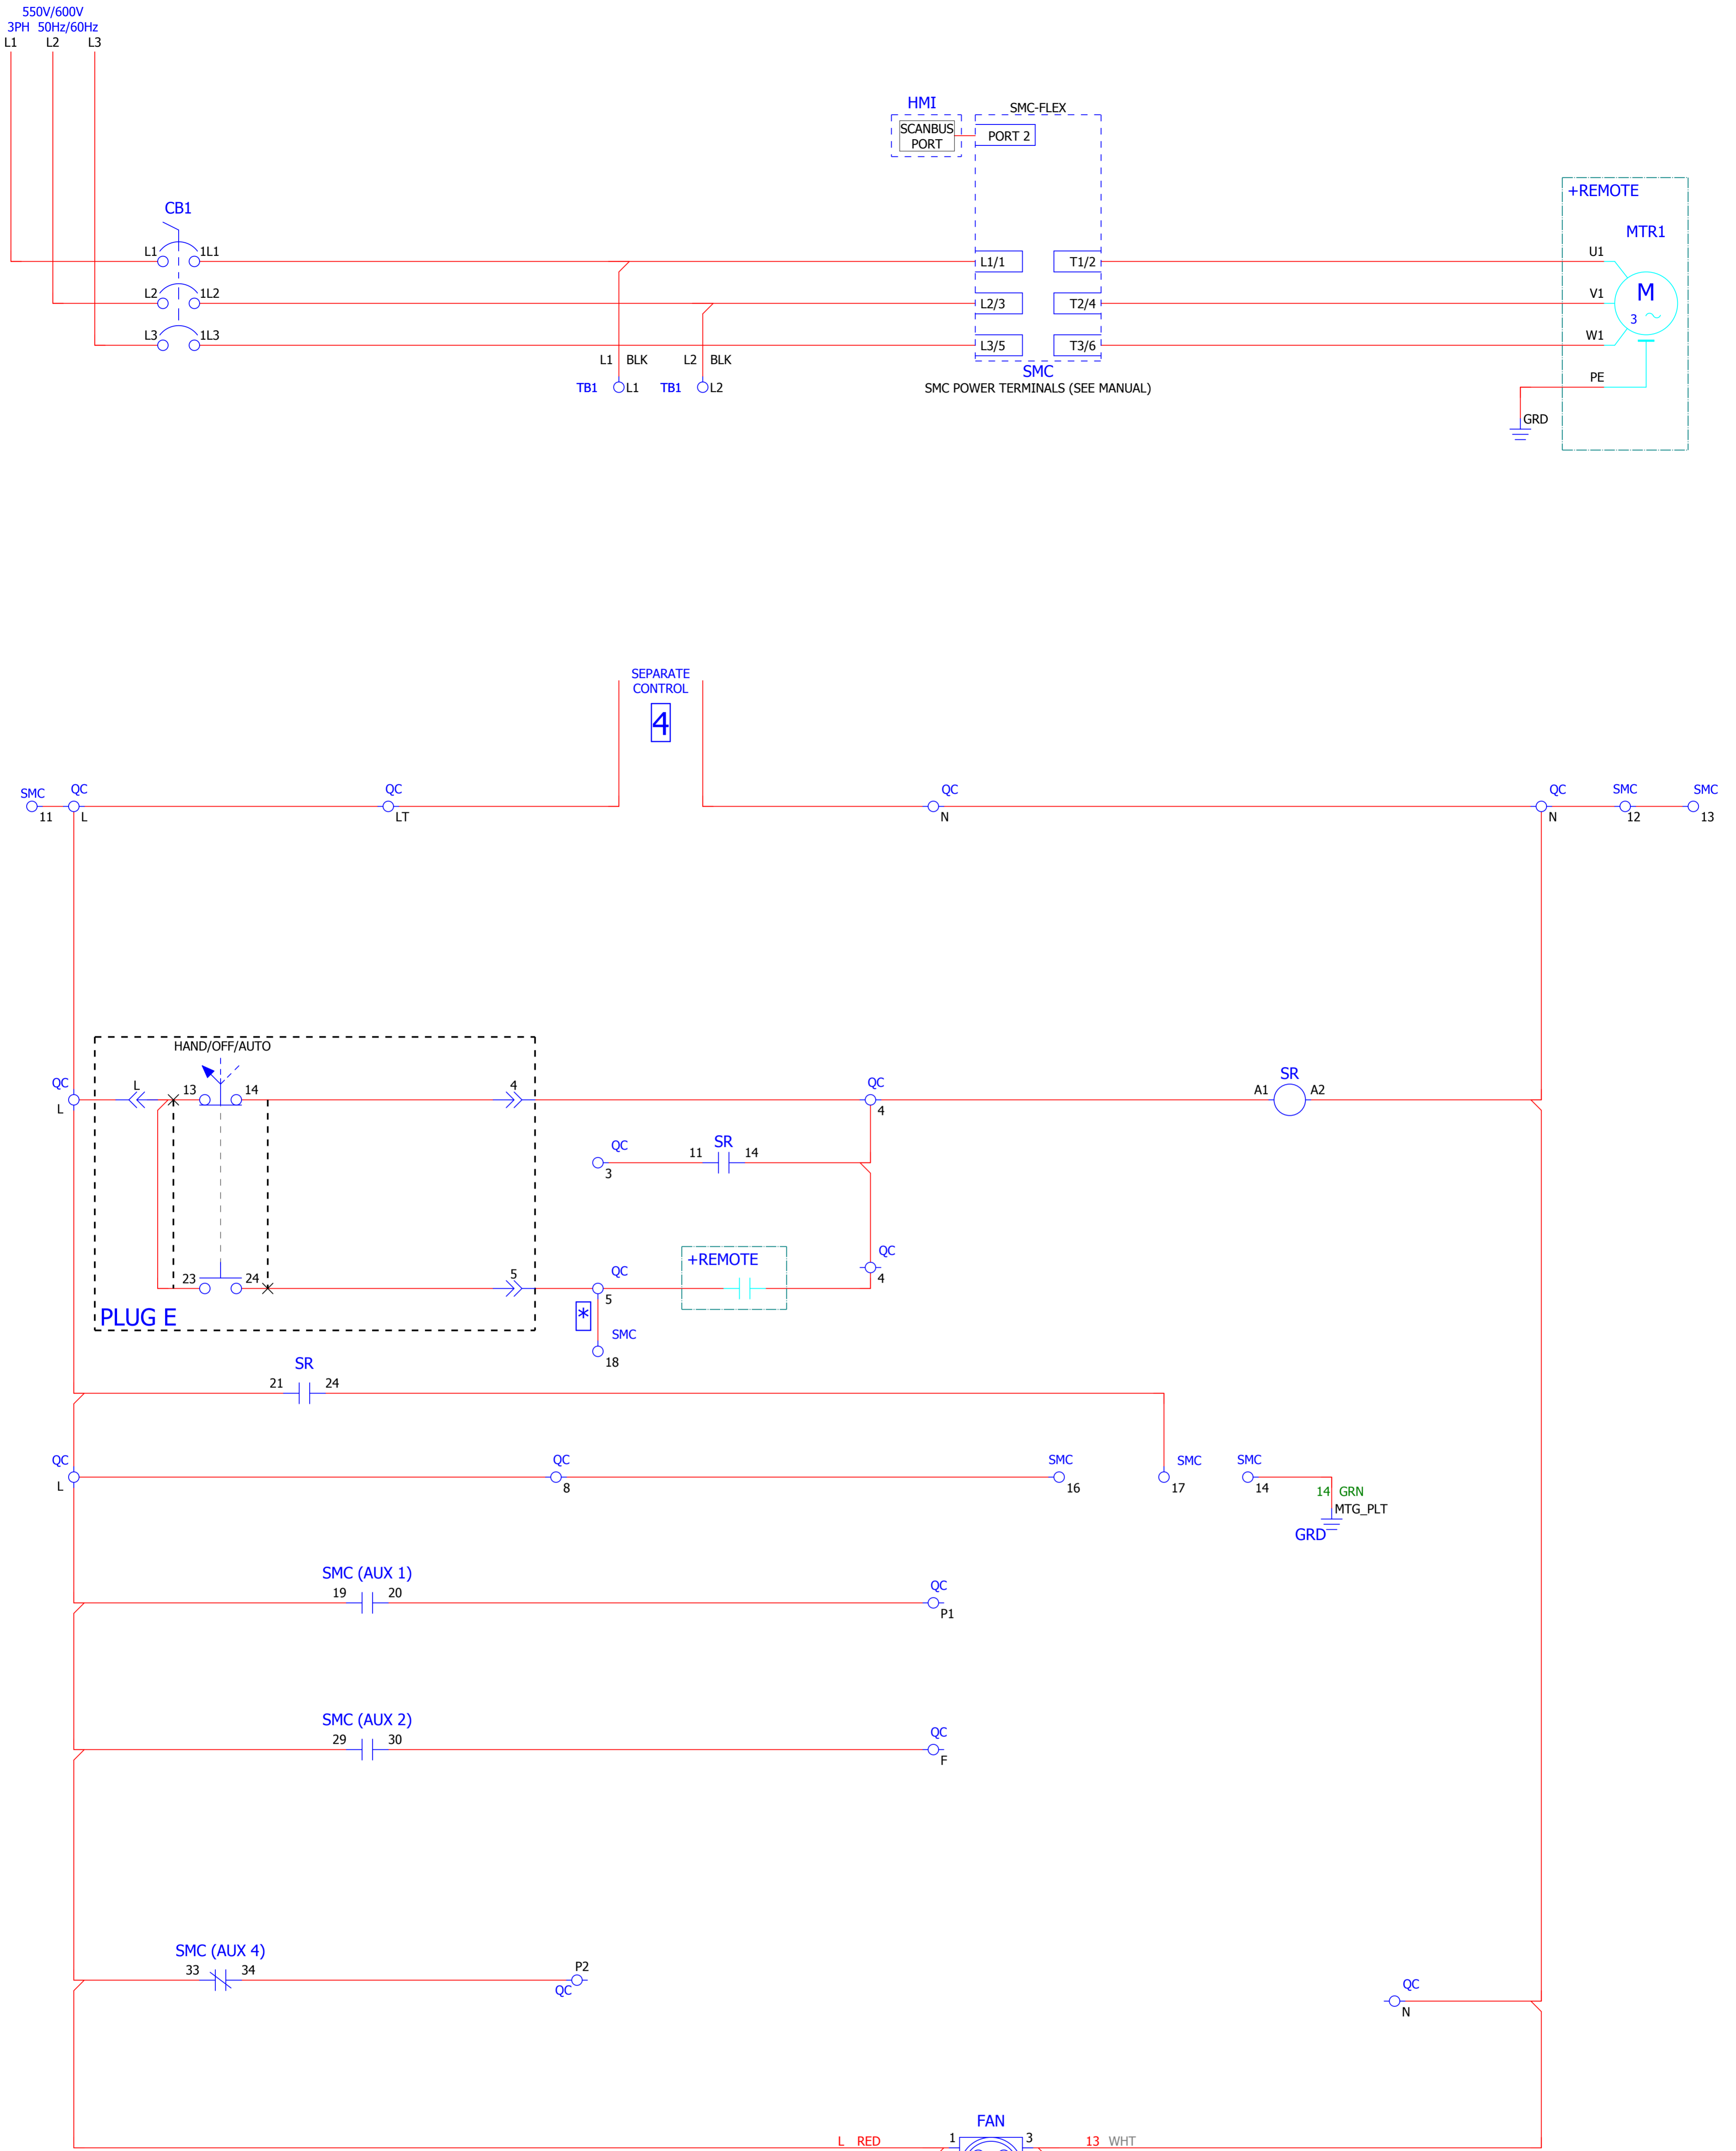 550V/600V
3PH 50Hz/60Hz
L1 L2 L3
HMI
SMC-FLEX
SCANBUS
PORT
PORT 2
+REMOTE
CB1
MTR1
L1 1L1
L1/1 T1/2
U1
L2 1L2
L2/3 T2/4
V1
M
3
L3 1L3
L3/5 T3/6
W1
L1 BLK L2 BLK
SMC
PE
TB1 L1 TB1 L2
SMC POWER TERMINALS (SEE MANUAL)
GRD
SEPARATE
CONTROL
4
SMC QC QC QC QC SMC SMC
11 L LT N N 12 13
HAND/OFF/AUTO
QC L 13 14 4 QC SR
A1 A2
L 4
QC 11 SR 14
3
+REMOTE
QC
4
23 24 5 QC
5
PLUG E
*
SMC
18
SR
21 24
QC QC SMC SMC SMC
L 8 16 17 14
14 GRN
MTG_PLT
GRD
SMC (AUX 1)
19 20 QC
P1
SMC (AUX 2)
29 30 QC
F
SMC (AUX 4)
33 34 P2
QC
QC
N
FAN
L RED 1 3 13 WHT